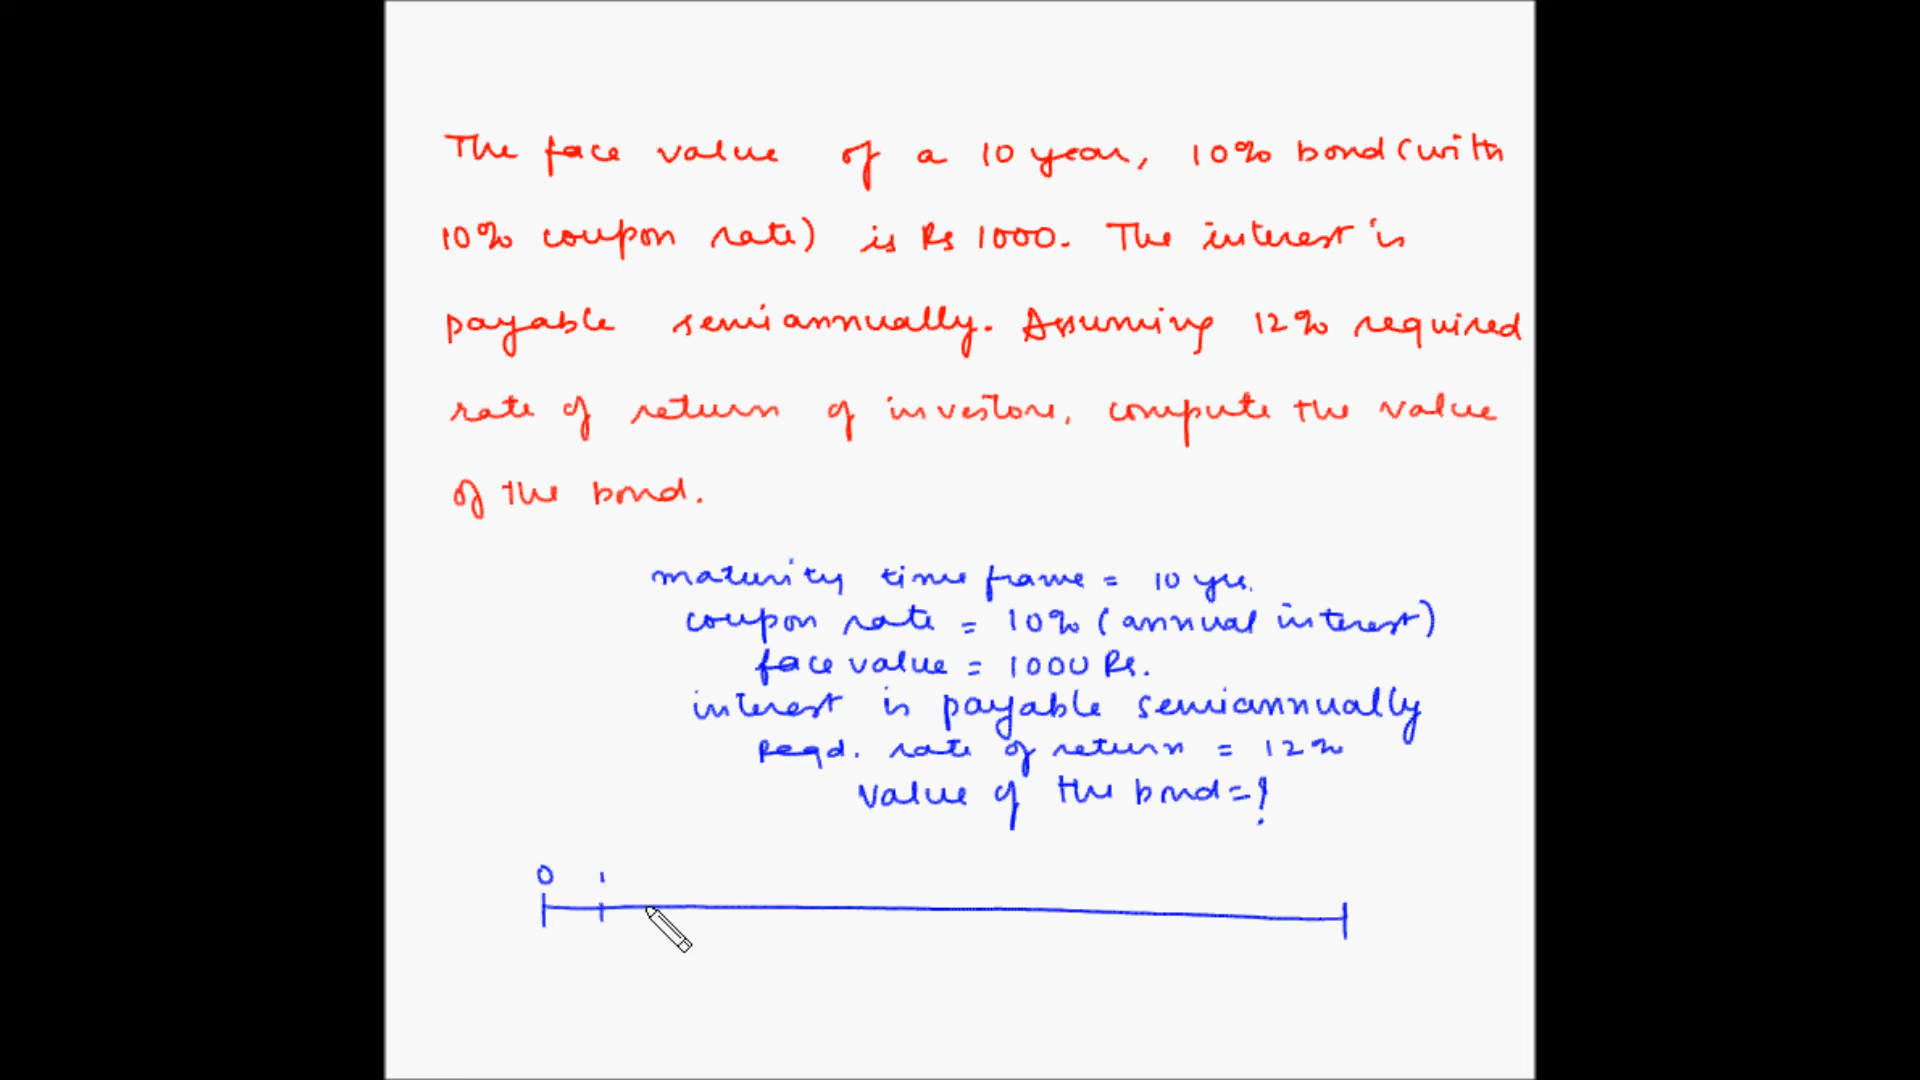 The face value of a 10 year, 10% bond (with
10% coupon rate) is Rs 1000. The interest is
payable semiannually. Assuming 12% required
rate of return of investors, compute the value
of the bond.
maturity time frame = 10 yrs.
coupon rate = 10% (annual interest)
face value = 1000 Rs.
interest is payable semiannually
Reqd. rate of return = 12%
value of the bond = ?
0 1